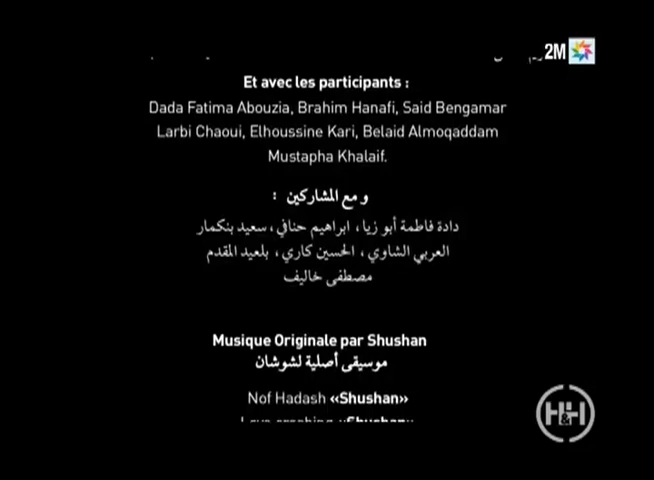 2M
Et avec les participants :
Dada Fatima Abouzia, Brahim Hanafi, Said Bengamar
Larbi Chaoui, Elhoussine Kari, Belaid Almoqaddam
Mustapha Khalaif.
و مع المشاركين :
دادة فاطمة أبو زيا، ابراهيم حنافي، سعيد بنكمار
العربي الشاوي، الحسين كاري، بلعيد المقدم
مصطفى خاليف
Musique Originale par Shushan
موسيقى أصلية لشوشان
Nof Hadash «Shushan»
«Shushan»
H&H